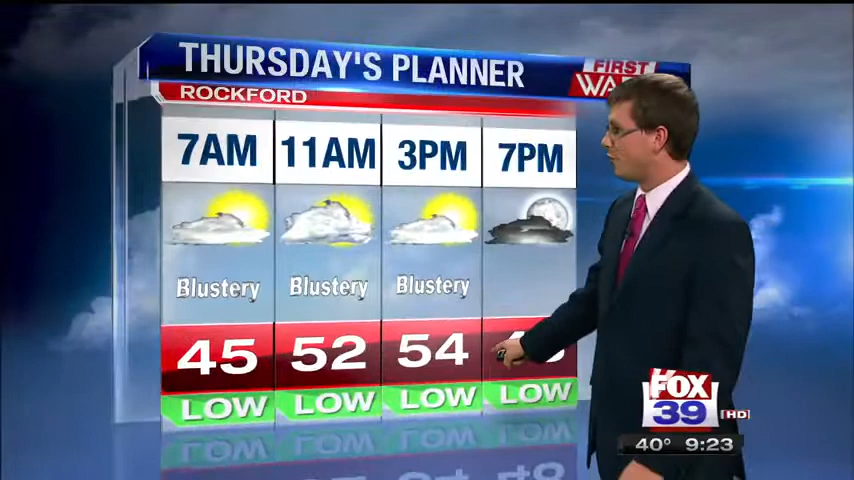 THURSDAY'S PLANNER
FIRST
ROCKFORD
7AM 11AM 3PM 7PM
Blustery Blustery Blustery
45 52 54
LOW LOW LOW LOW
FOX
39 HD
40° 9:23